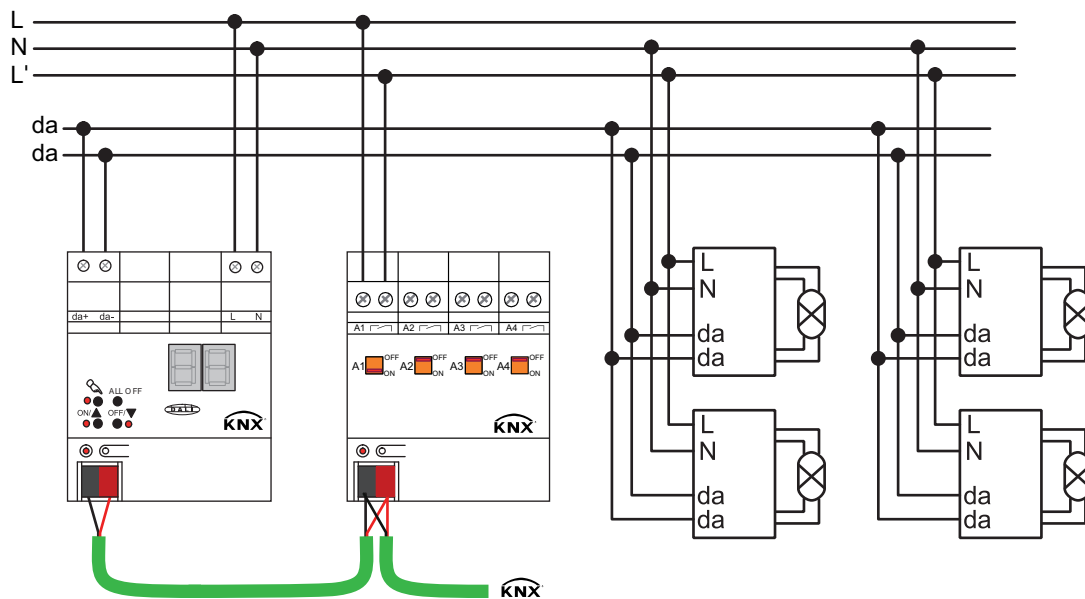 L
N
L'
da
da
da+ da- L N
ALL OFF
ON/▲ OFF/▼
DALI
KNX
A1 A2 A3 A4
A1 OFF ON A2 OFF ON A3 OFF ON A4 OFF ON
KNX
L
N
da
da
L
N
da
da
L
N
da
da
L
N
da
da
KNX